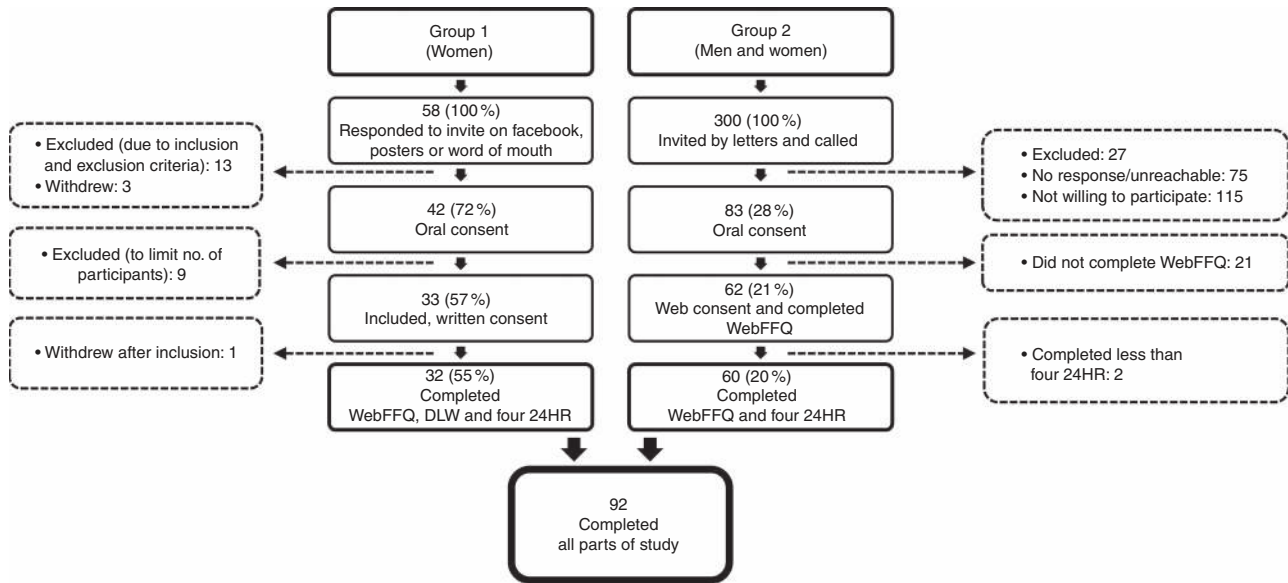 Group 1
(Women)
Group 2
(Men and women)
58 (100 %)
Responded to invite on facebook,
posters or word of mouth
300 (100 %)
Invited by letters and called
• Excluded (due to inclusion
and exclusion criteria): 13
• Withdrew: 3
• Excluded: 27
• No response/unreachable: 75
• Not willing to participate: 115
42 (72 %)
Oral consent
83 (28 %)
Oral consent
• Excluded (to limit no. of
participants): 9
• Did not complete WebFFQ: 21
33 (57 %)
Included, written consent
62 (21 %)
Web consent and completed
WebFFQ
• Withdrew after inclusion: 1
• Completed less than
four 24HR: 2
32 (55 %)
Completed
WebFFQ, DLW and four 24HR
60 (20 %)
Completed
WebFFQ and four 24HR
92
Completed
all parts of study